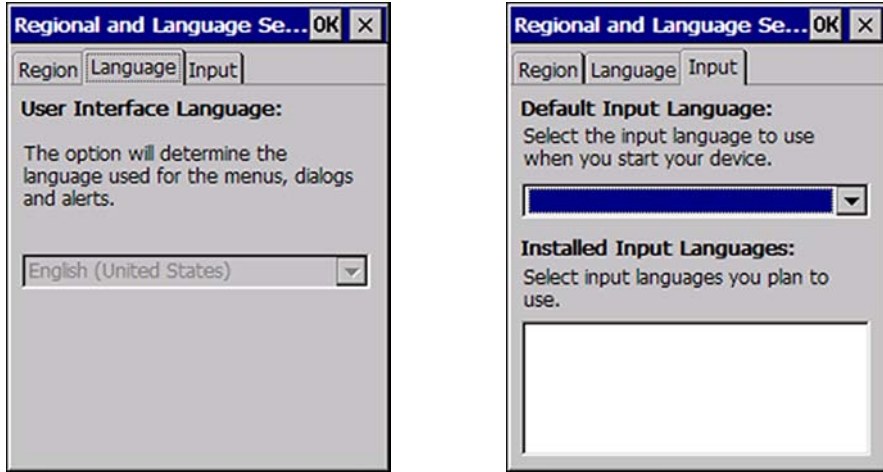 Regional and Language Se... OK ×
Region Language Input
User Interface Language:
The option will determine the
language used for the menus, dialogs
and alerts.
English (United States)
Regional and Language Se... OK ×
Region Language Input
Default Input Language:
Select the input language to use
when you start your device.
Installed Input Languages:
Select input languages you plan to
use.